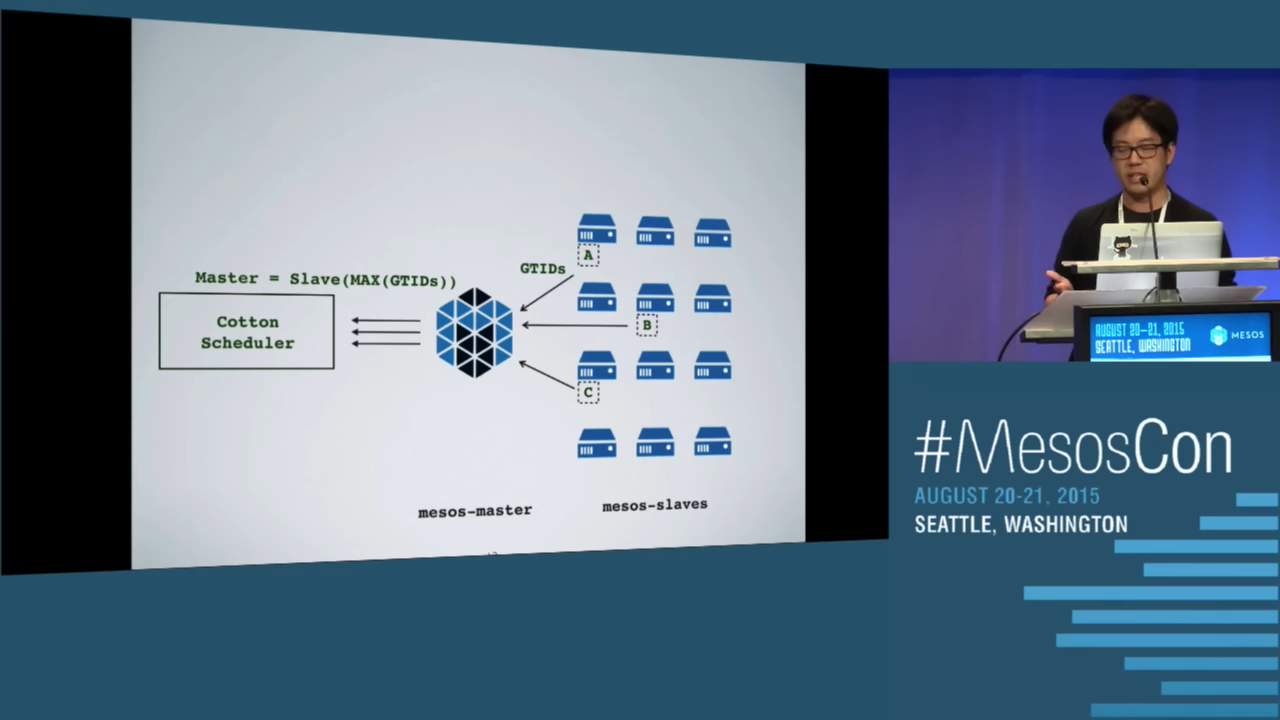 Master = Slave(MAX(GTIDs))
Cotton
Scheduler
GTIDs
A
B
C
mesos-master
mesos-slaves
AUGUST 20-21, 2015
SEATTLE, WASHINGTON
MESOS
#MesosCon
AUGUST 20-21, 2015
SEATTLE, WASHINGTON